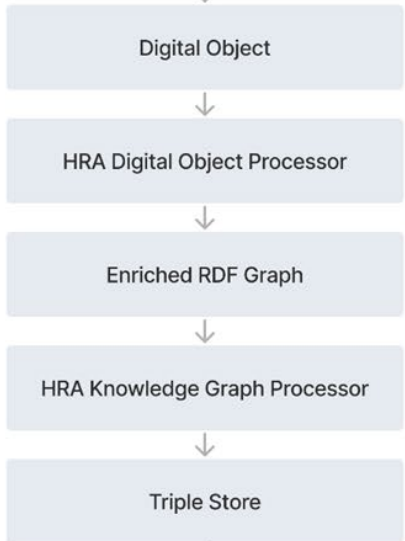 Digital Object
HRA Digital Object Processor
Enriched RDF Graph
HRA Knowledge Graph Processor
Triple Store